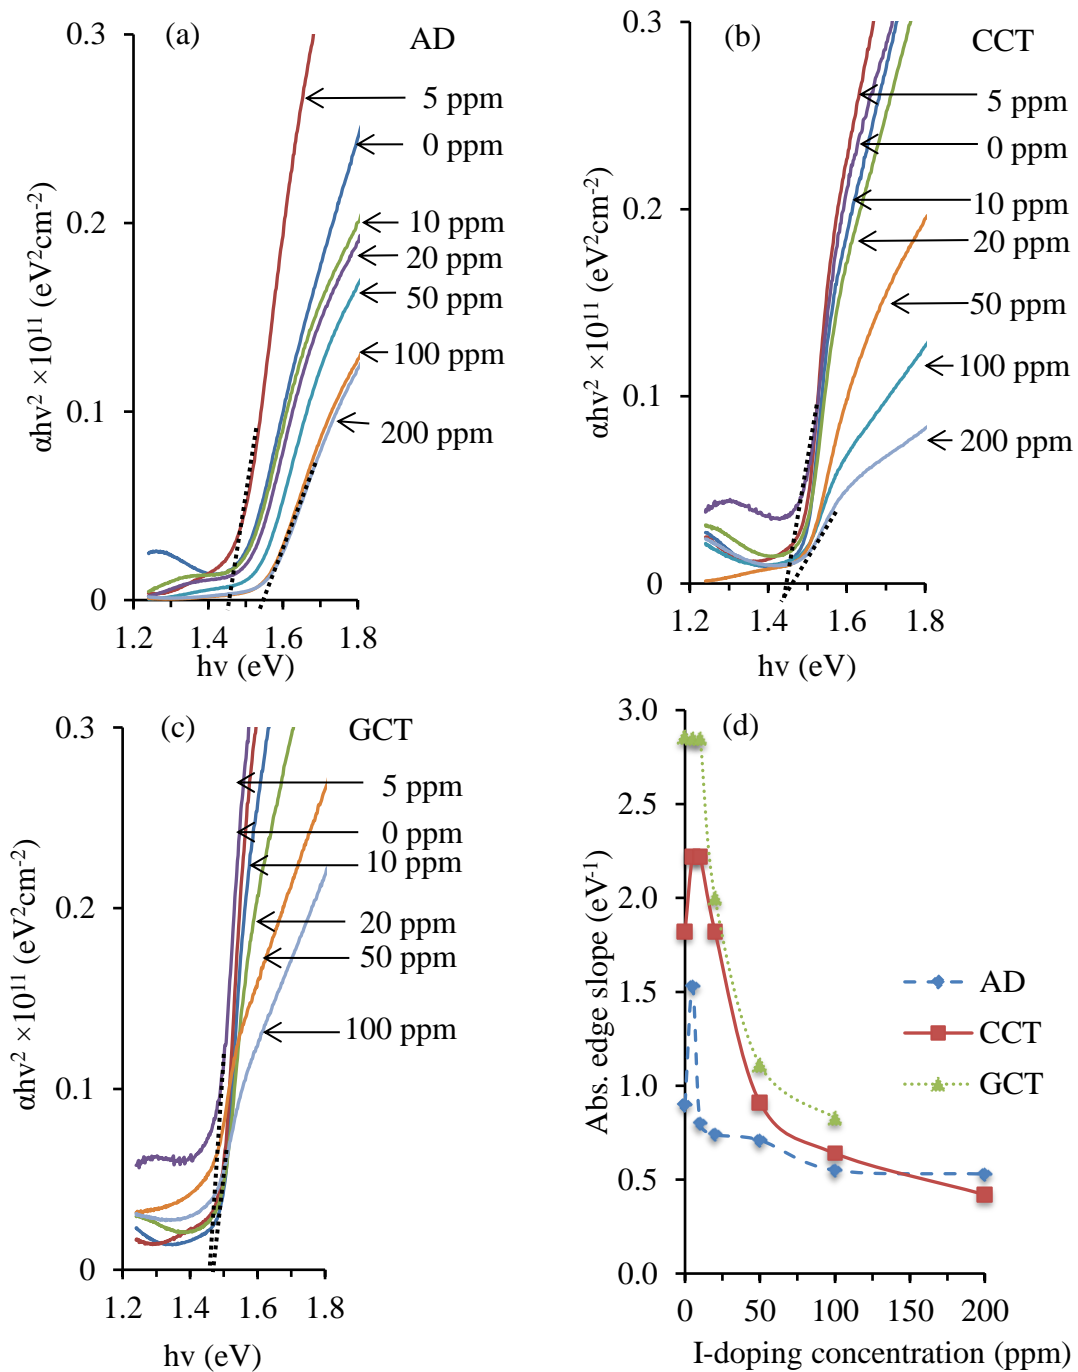 (a) AD
0.3
5 ppm
0 ppm
0.2
10 ppm
20 ppm
50 ppm
100 ppm
0.1
200 ppm
0
1.2 1.4 1.6 1.8
hν (eV)
αhν² ×10¹¹ (eV²cm⁻²)
(b) CCT
0.3
5 ppm
0 ppm
10 ppm
0.2
20 ppm
50 ppm
100 ppm
0.1
200 ppm
0
1.2 1.4 1.6 1.8
hν (eV)
αhν² ×10¹¹ (eV²cm⁻²)
(c) GCT
0.3
5 ppm
0 ppm
10 ppm
20 ppm
0.2
50 ppm
100 ppm
0.1
0
1.2 1.4 1.6 1.8
hν (eV)
αhν² ×10¹¹ (eV²cm⁻²)
(d)
3.0
2.5
2.0
1.5
1.0
0.5
0.0
AD
CCT
GCT
0 50 100 150 200
I-doping concentration (ppm)
Abs. edge slope (eV⁻¹)